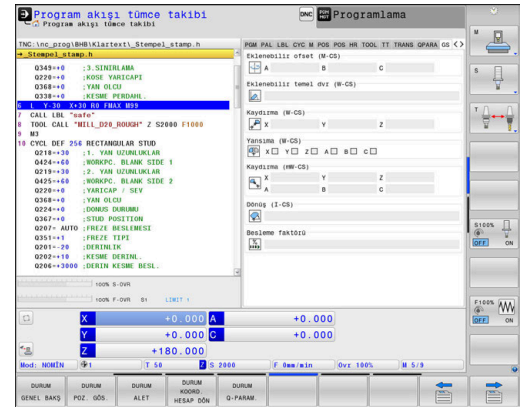 Program akışı tümce takibi
Program akışı tümce takibi
DNC
Programlama
TNC:\nc_prog\BHB\Klartext\_Stempel_stamp.h
→_Stempel_stamp.h
Q349=+0 ;3.SINIRLAMA
Q220=+0 ;KOSE YARICAPI
Q368=+0 ;YAN OLCU
Q338=+0 ;KESME PERDAHL.
6 L Y-30 X+30 R0 FMAX M99
7 CALL LBL "safe"
8 TOOL CALL "MILL_D20_ROUGH" Z S2000 F1000
9 M3
10 CYCL DEF 256 RECTANGULAR STUD
Q218=+30 ;1. YAN UZUNLUKLAR
Q424=+60 ;WORKPC. BLANK SIDE 1
Q219=+30 ;2. YAN UZUNLUKLAR
Q425=+60 ;WORKPC. BLANK SIDE 2
Q220=+0 ;YARICAP / SEV
Q368=+0 ;YAN OLCU
Q224=+0 ;DONUS DURUMU
Q367=+0 ;STUD POSITION
Q207= AUTO ;FREZE BESLEMESI
Q351=+1 ;FREZE TIPI
Q201=-20 ;DERINLIK
Q202=+10 ;KESME DERINL.
Q206=+3000 ;DERIN KESME BESL.
100% S-OVR
100% F-OVR S1 LIMIT 1
PGM PAL LBL CYC M POS POS HR TOOL TT TRANS QPARA GS
Eklenebilir ofset (M-CS)
A B C
Eklenebilir temel dvr (W-CS)
Kaydırma (W-CS)
X Y Z
Yansıma (W-CS)
X Y Z A B C
Kaydırma (mW-CS)
X Y Z
A B C
Dönüş (I-CS)
Besleme faktörü
X +0.000 A +0.000
Y +0.000 C +0.000
Z +180.000
Mod: NOMİN 1 T 50 Z S 2000 F 0mm/min Ovr 100% M 5/9
DURUM
GENEL BAKŞ
DURUM
POZ. GÖS.
DURUM
ALET
DURUM
KOORD.
HESAP DÖN
DURUM
Q-PARAM.
M
S
T
S100%
OFF ON
F100%
OFF ON